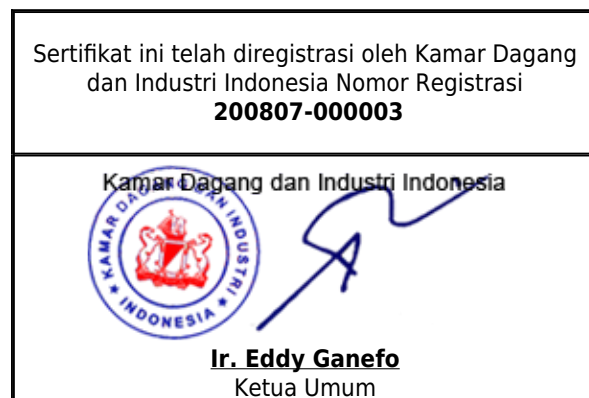 Sertifikat ini telah diregistrasi oleh Kamar Dagang
dan Industri Indonesia Nomor Registrasi
200807-000003
Kamar Dagang dan Industri Indonesia
KAMAR DAGANG DAN INDUSTRI
INDONESIA
Ir. Eddy Ganefo
Ketua Umum